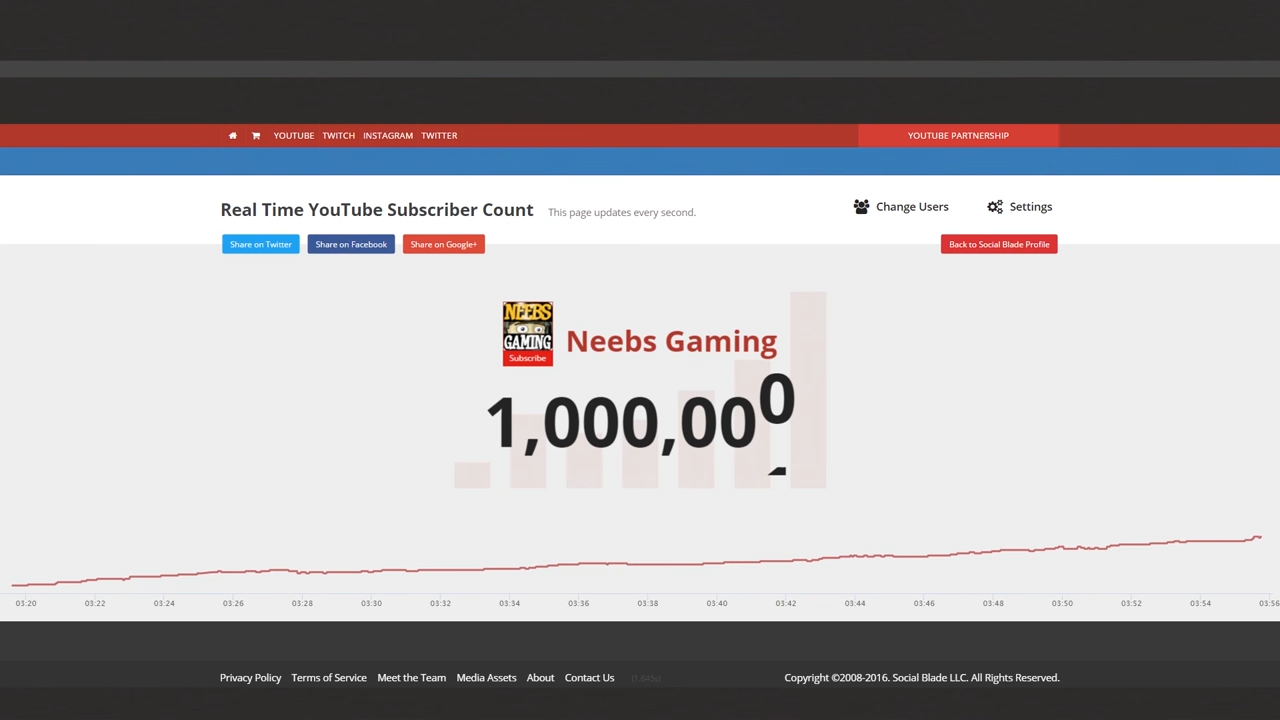 YOUTUBE TWITCH INSTAGRAM TWITTER YOUTUBE PARTNERSHIP
Real Time YouTube Subscriber Count This page updates every second. Change Users Settings
Share on Twitter Share on Facebook Share on Google+ Back to Social Blade Profile
NEEBS
GAMING
Subscribe
Neebs Gaming
1,000,000
03:20 03:22 03:24 03:26 03:28 03:30 03:32 03:34 03:36 03:38 03:40 03:42 03:44 03:46 03:48 03:50 03:52 03:54 03:56
Privacy Policy Terms of Service Meet the Team Media Assets About Contact Us Copyright ©2008-2016. Social Blade LLC. All Rights Reserved.